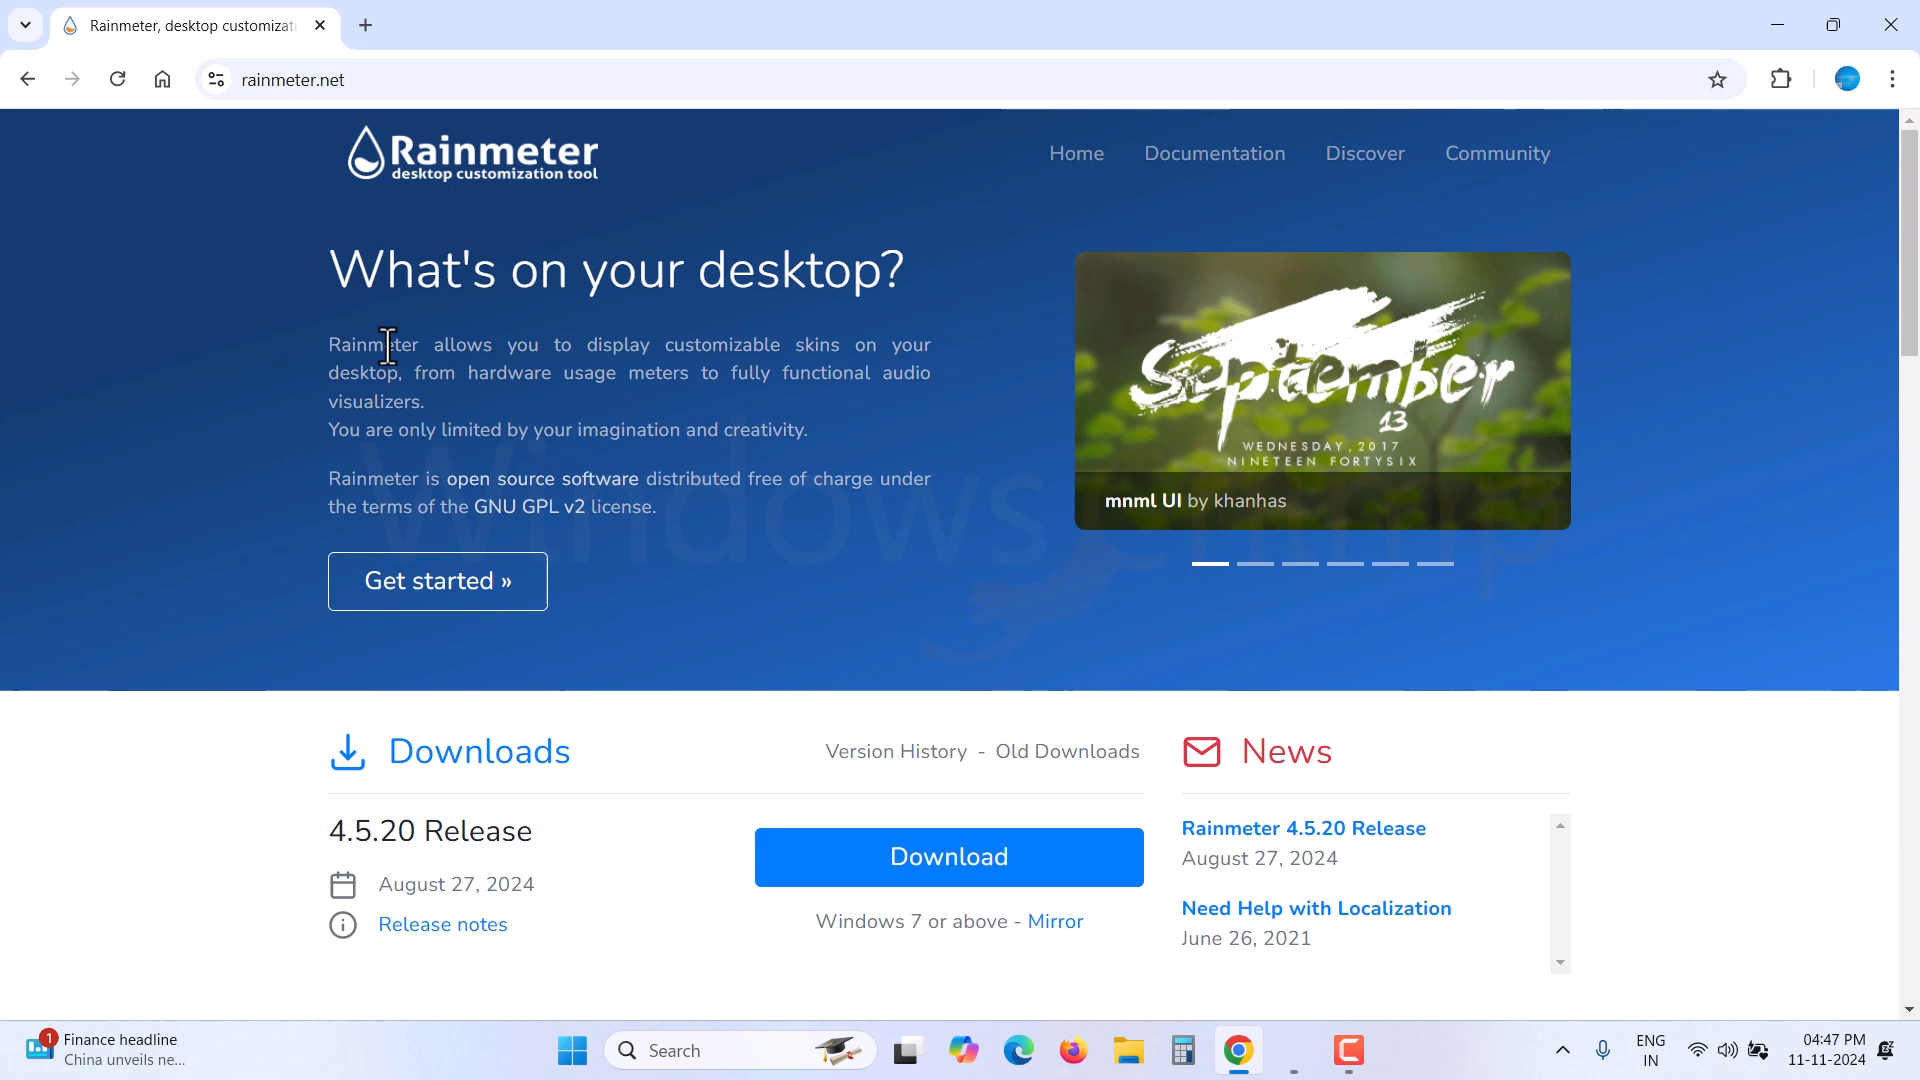 Rainmeter, desktop customizati
rainmeter.net
Rainmeter
desktop customization tool
Home
Documentation
Discover
Community
What's on your desktop?
Rainmeter allows you to display customizable skins on your
desktop, from hardware usage meters to fully functional audio
visualizers.
You are only limited by your imagination and creativity.
Rainmeter is open source software distributed free of charge under
the terms of the GNU GPL v2 license.
Get started »
September
13
WEDNESDAY, 2017
NINETEEN FORTYSIX
mnml UI by khanhas
Downloads
Version History - Old Downloads
4.5.20 Release
August 27, 2024
Release notes
Download
Windows 7 or above - Mirror
News
Rainmeter 4.5.20 Release
August 27, 2024
Need Help with Localization
June 26, 2021
1
Finance headline
China unveils ne...
Search
ENG
IN
04:47 PM
11-11-2024